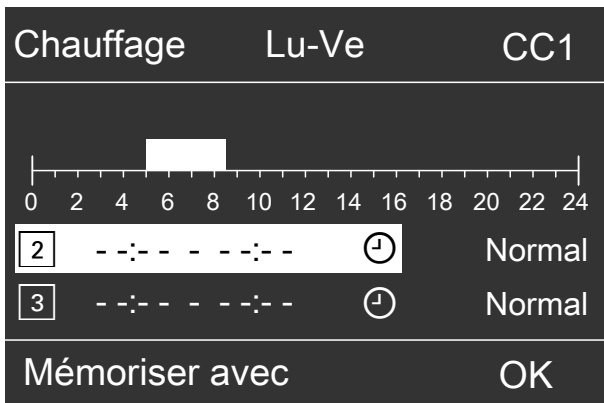 Chauffage Lu-Ve CC1
0 2 4 6 8 10 12 14 16 18 20 22 24
2 - -:- - - - -:- - Normal
3 - -:- - - - -:- - Normal
Mémoriser avec OK